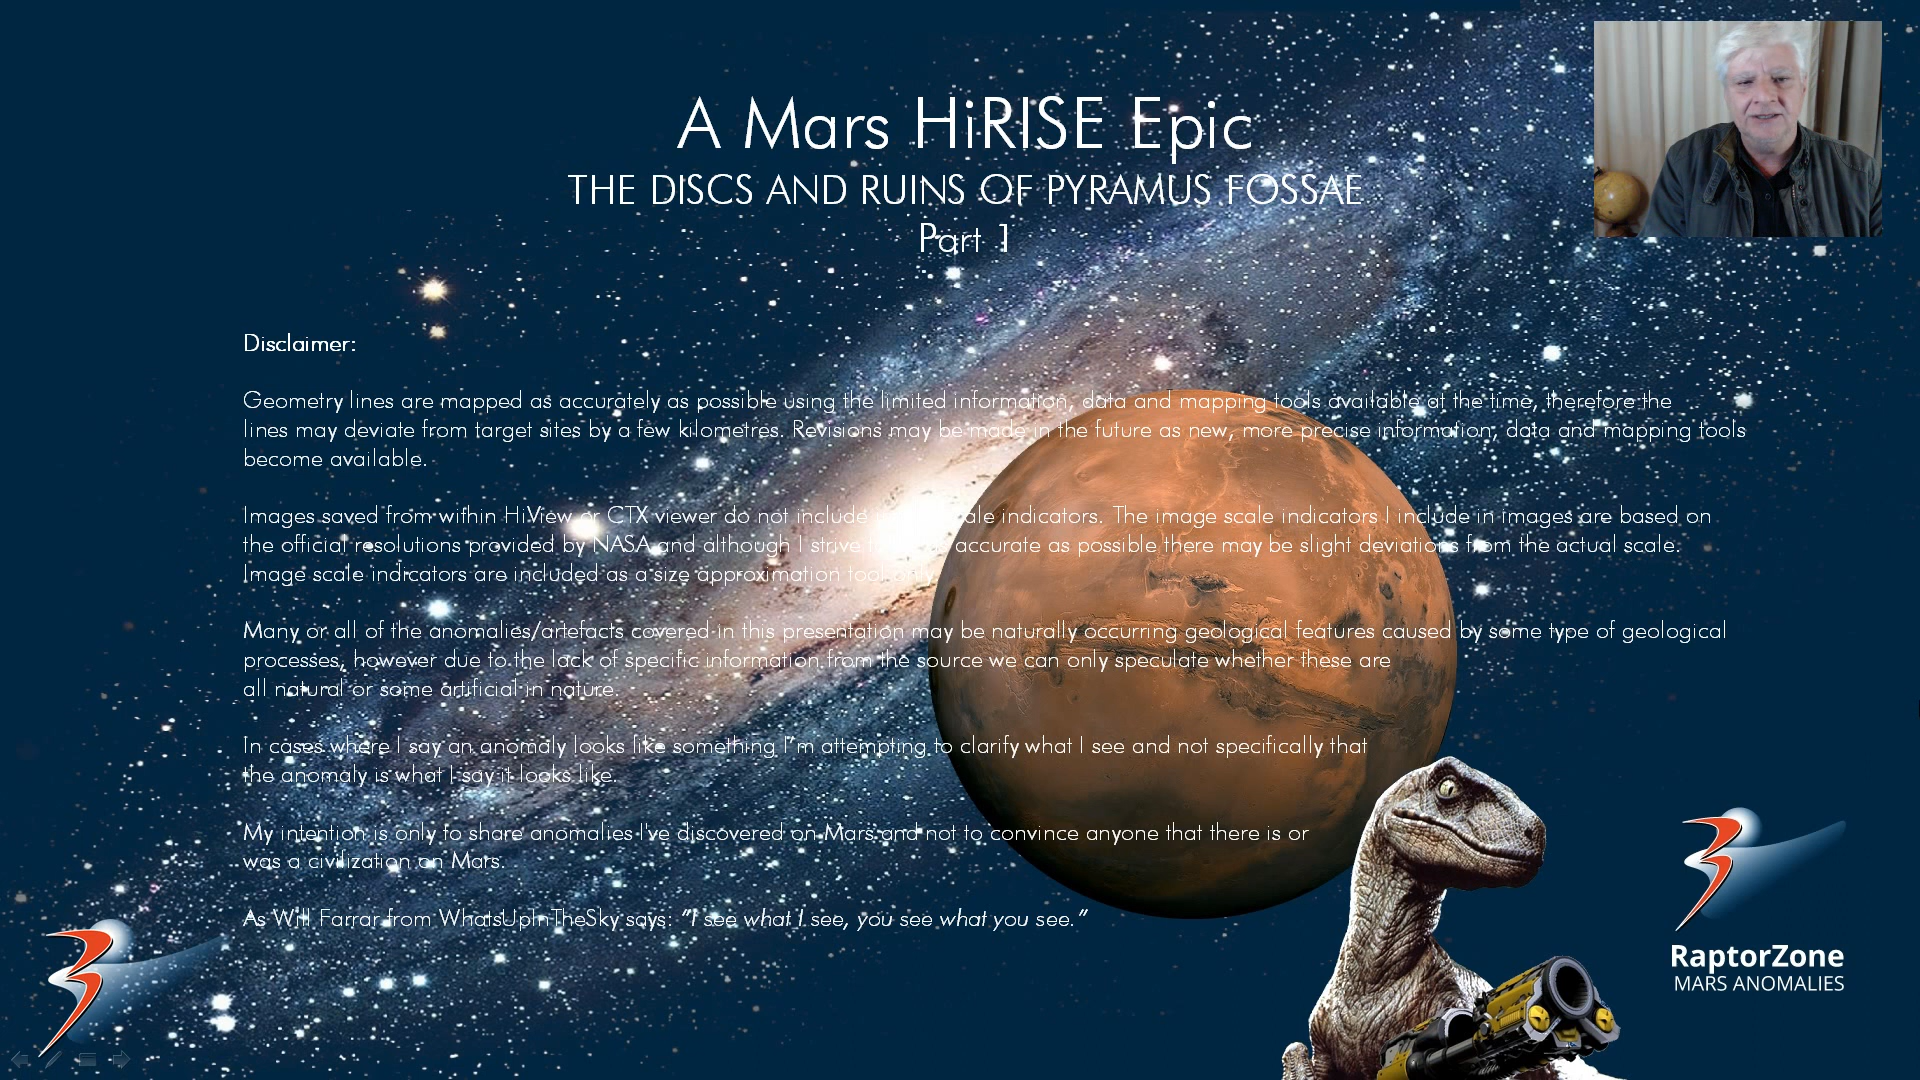 A Mars HiRISE Epic
THE DISCS AND RUINS OF PYRAMUS FOSSAE
Part 1
Disclaimer:
Geometry lines are mapped as accurately as possible using the limited information, data and mapping tools available at the time, therefore the
lines may deviate from target sites by a few kilometres. Revisions may be made in the future as new, more precise information, data and mapping tools
become available.
Images saved from within HiView or CTX viewer do not include scale indicators. The image scale indicators I include in images are based on
the official resolutions provided by NASA and although I strive accurate as possible there may be slight deviations from the actual scale.
Image scale indicators are included as a size approximation tool only.
Many or all of the anomalies/artefacts covered in this presentation may be naturally occurring geological features caused by some type of geological
processes, however due to the lack of specific information from the source we can only speculate whether these are
all natural or some artificial in nature.
In cases where I say an anomaly looks like something I'm attempting to clarify what I see and not specifically that
the anomaly is what I say it looks like.
My intention is only to share anomalies I've discovered on Mars and not to convince anyone that there is or
was a civilization on Mars.
As Will Farrar from WhatsUpInTheSky says: "I see what I see, you see what you see."
RaptorZone
MARS ANOMALIES